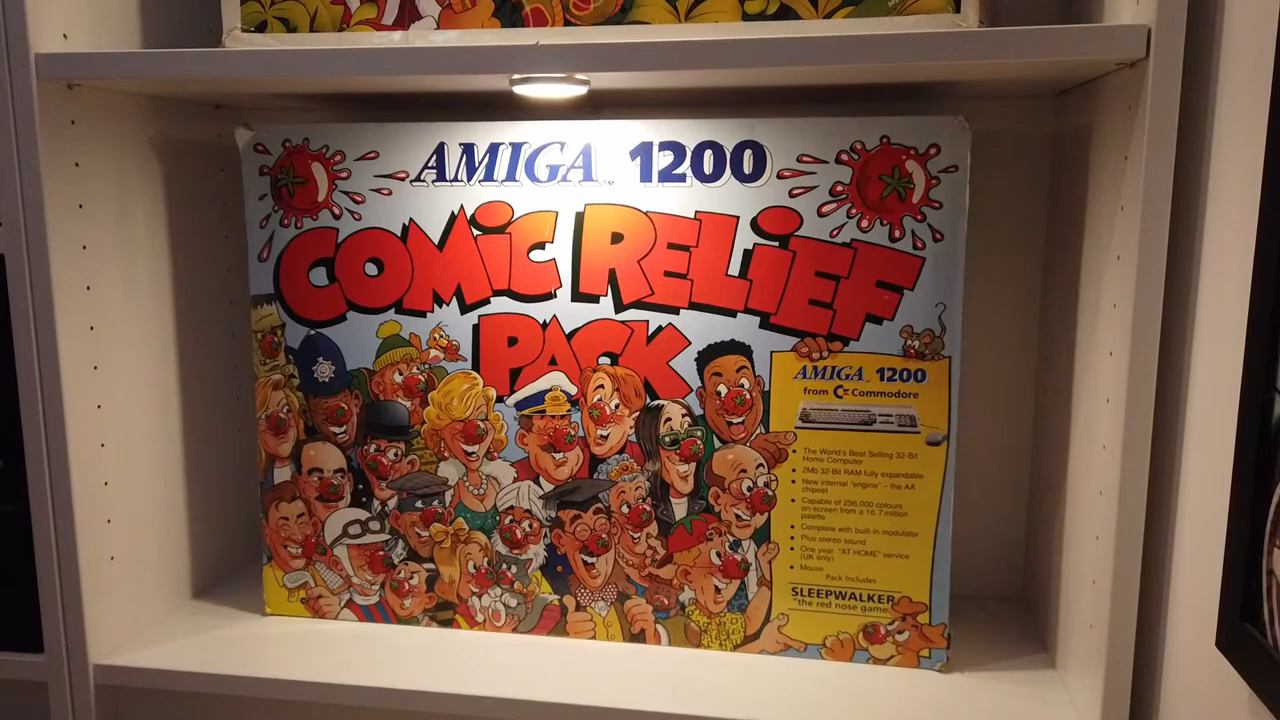 AMIGA™ 1200
COMiC RELiEF
PACK
AMIGA 1200
from C= Commodore
• The World's Best Selling 32-Bit
Home Computer
• 2Mb 32-Bit RAM fully expandable
• New internal "engine" – the AA
chipset
• Capable of 256,000 colours
on-screen from a 16.7 million
palette
• Complete with built-in modulator
• Plus stereo sound
• One year "AT HOME" service
(UK only)
• Mouse
Pack Includes
SLEEPWALKER
"the red nose game